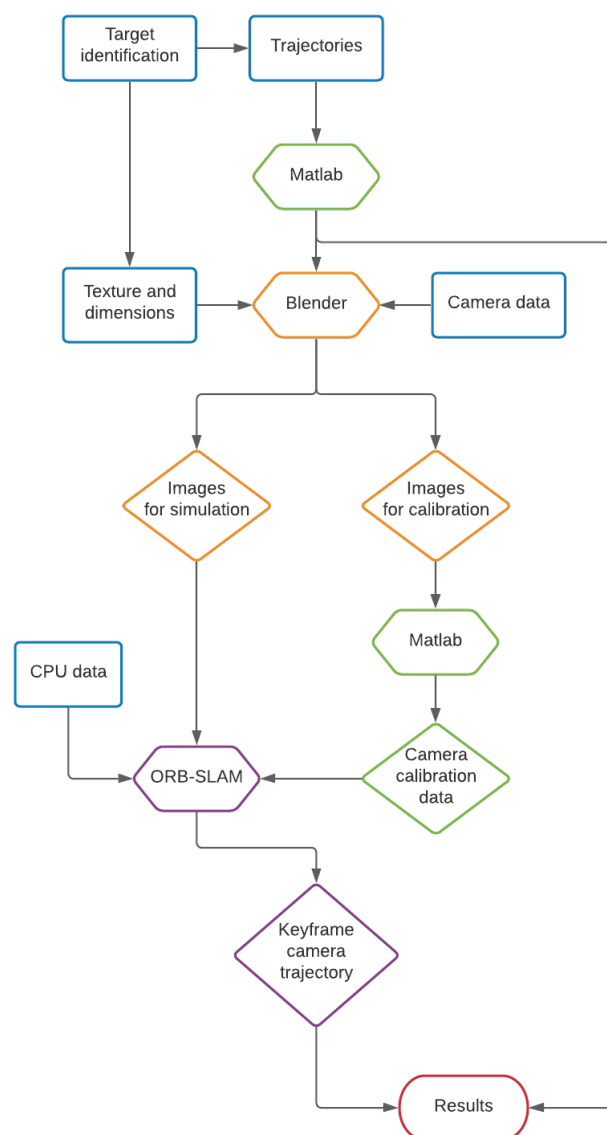 Target
identification
Trajectories
Matlab
Texture and
dimensions
Blender
Camera data
Images
for simulation
Images
for calibration
Matlab
CPU data
ORB-SLAM
Camera
calibration
data
Keyframe
camera
trajectory
Results